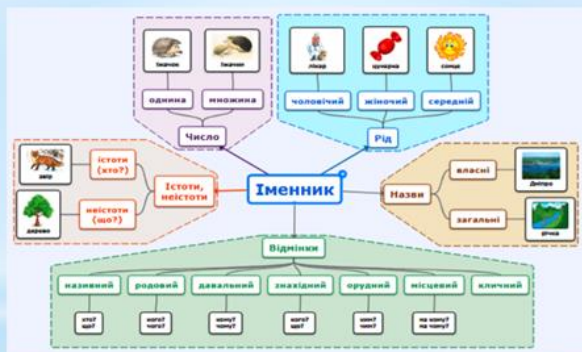 їжачок
їжачки
однина
множина
Число
лікар
цукерка
сонце
чоловічий
жіночий
середній
Рід
звір
дерево
істоти
(хто?)
неістоти
(що?)
Істоти,
неістоти
Іменник
Назви
власні
загальні
Дніпро
річка
Відмінки
називний
родовий
давальний
знахідний
орудний
місцевий
кличний
хто?
що?
кого?
чого?
кому?
чому?
кого?
що?
ким?
чим?
на кому?
на чому?